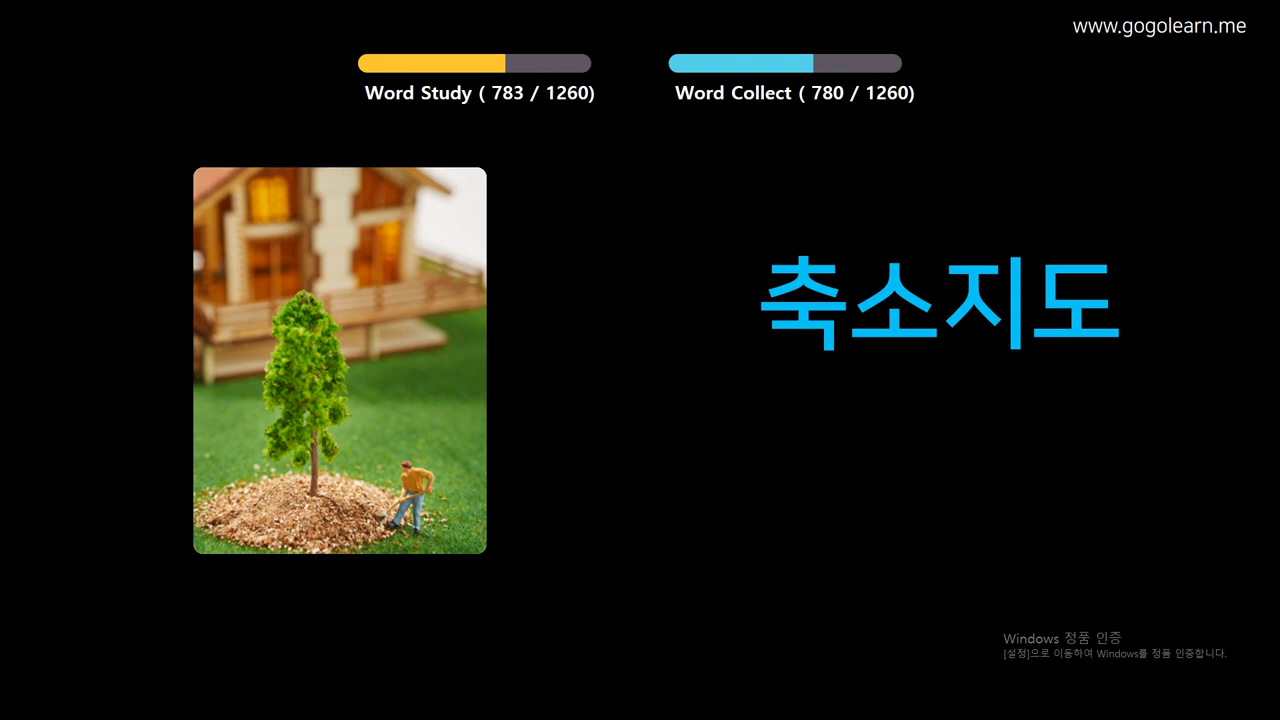 www.gogolearn.me
Word Study ( 783 / 1260)
Word Collect ( 780 / 1260)
축소지도
Windows 정품 인증
[설정]으로 이동하여 Windows를 정품 인증합니다.